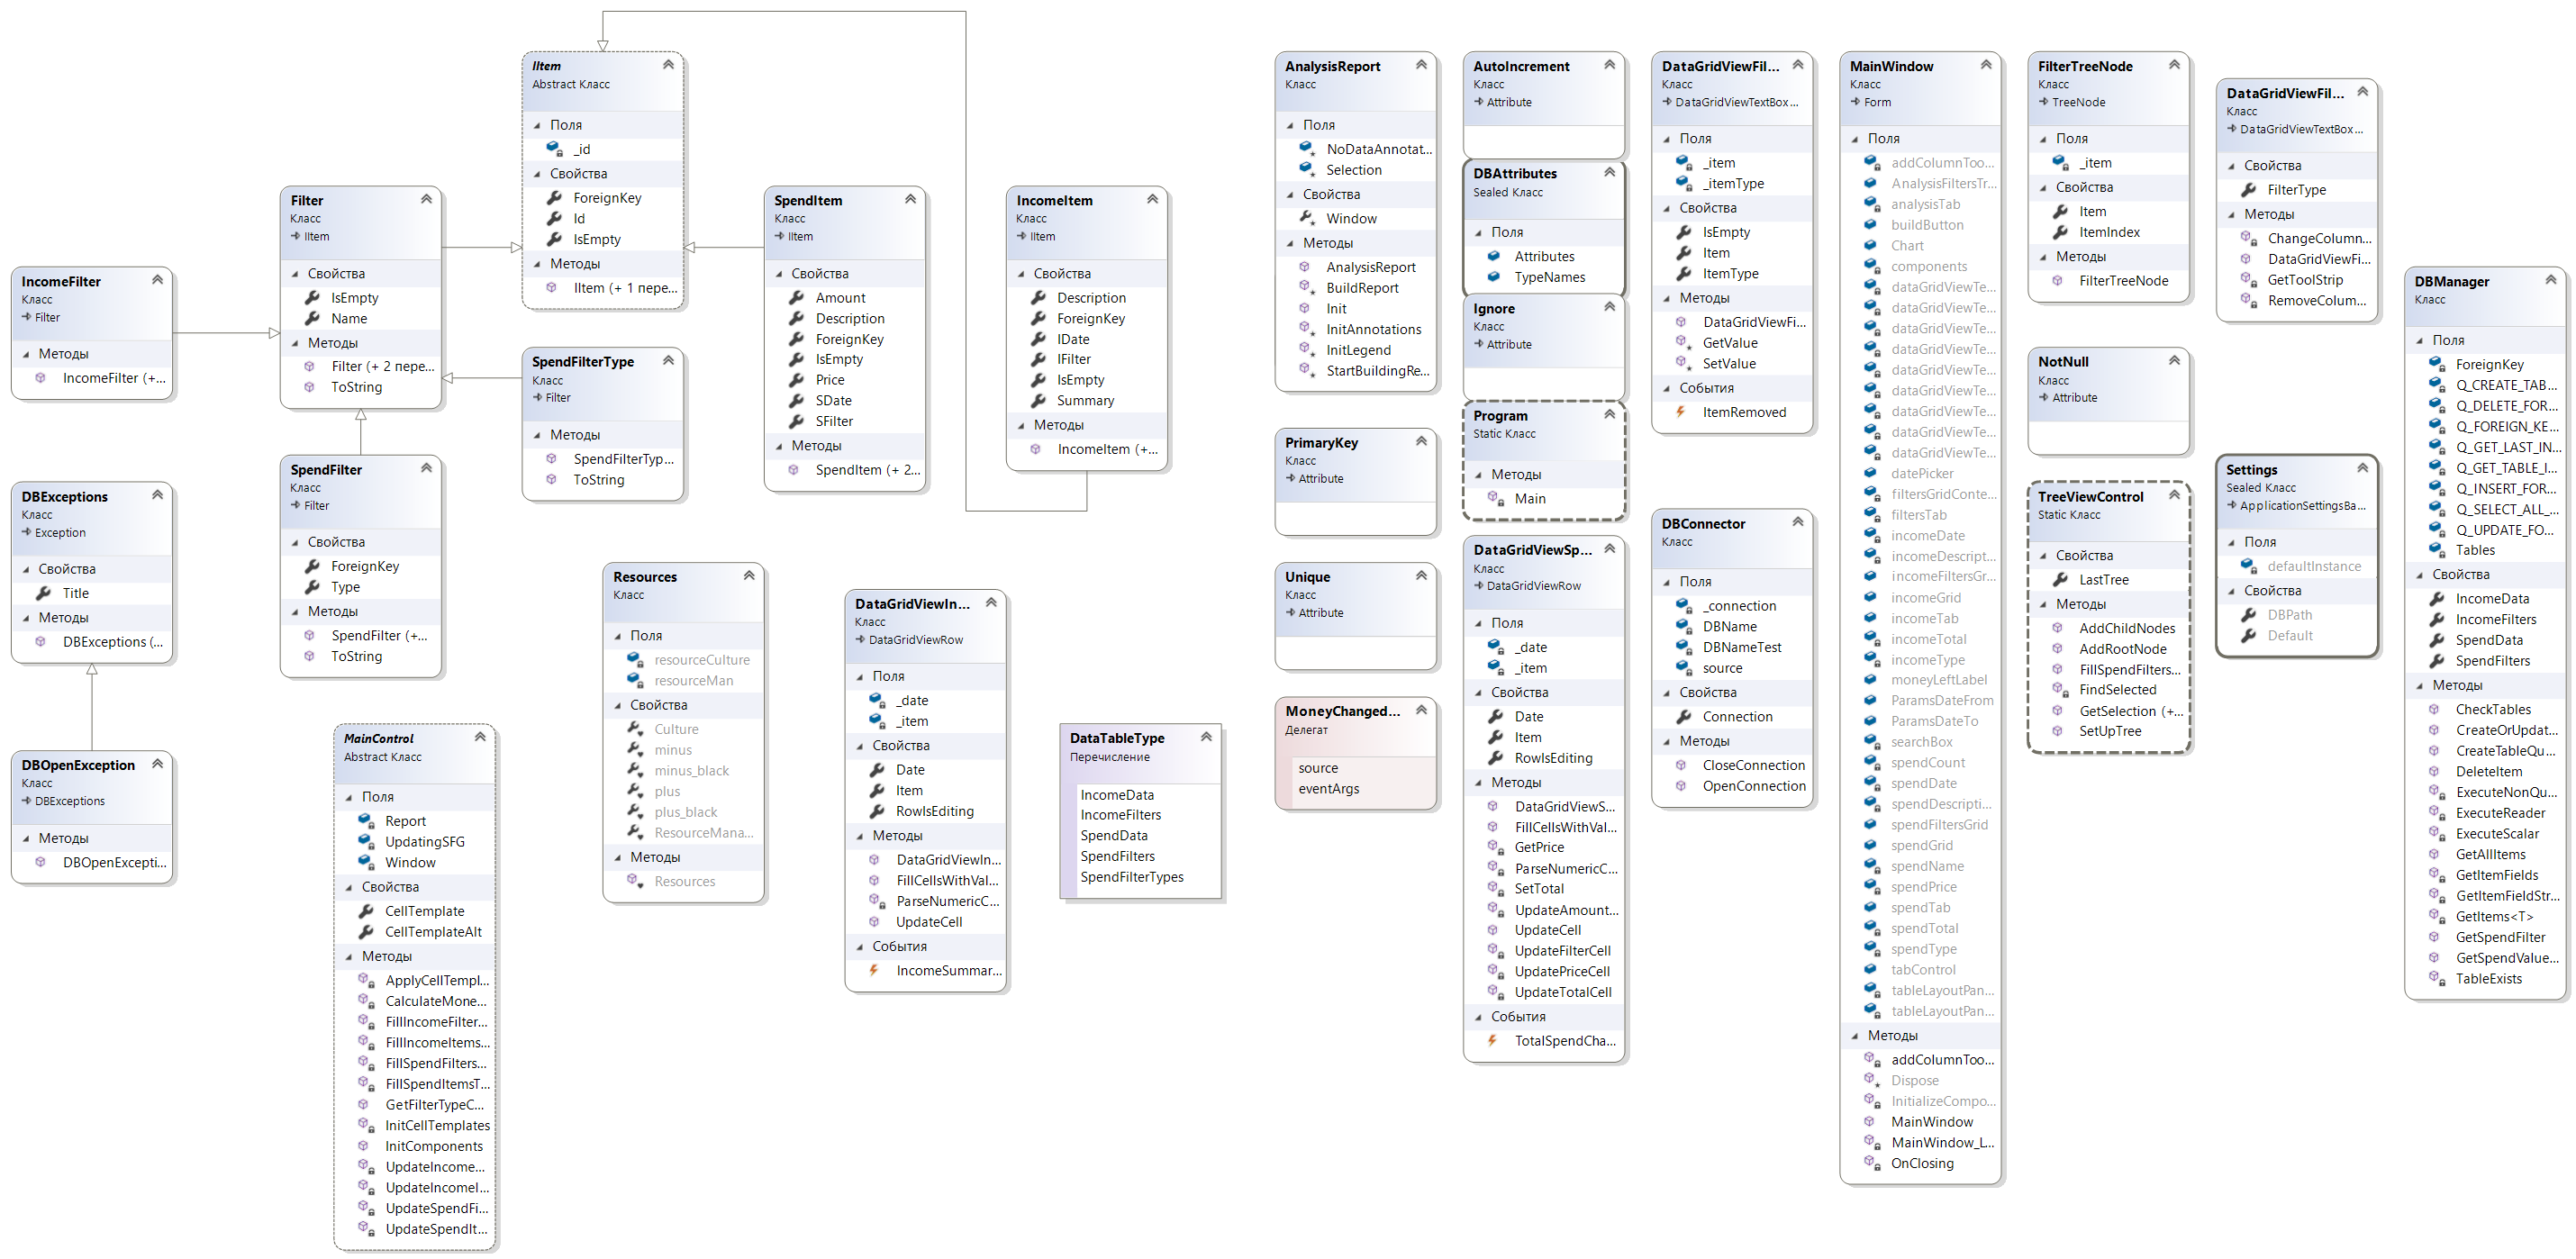 IItem
Abstract Класс
Поля
_id
Свойства
ForeignKey
Id
IsEmpty
Методы
IItem (+ 1 пере...
Filter
Класс
IItem
Свойства
IsEmpty
Name
Методы
Filter (+ 2 пере...
ToString
SpendItem
Класс
IItem
Свойства
Amount
Description
ForeignKey
IsEmpty
Price
SDate
SFilter
Методы
SpendItem (+ 2...
IncomeItem
Класс
IItem
Свойства
Description
ForeignKey
IDate
IFilter
IsEmpty
Summary
Методы
IncomeItem (+...
IncomeFilter
Класс
Filter
Методы
IncomeFilter (+...
SpendFilterType
Класс
Filter
Методы
SpendFilterTyp...
ToString
SpendFilter
Класс
Filter
Свойства
ForeignKey
Type
Методы
SpendFilter (+...
ToString
DBExceptions
Класс
Exception
Свойства
Title
Методы
DBExceptions (...
DBOpenException
Класс
DBExceptions
Методы
DBOpenExcepti...
MainControl
Abstract Класс
Поля
Report
UpdatingSFG
Window
Свойства
CellTemplate
CellTemplateAlt
Методы
ApplyCellTempl...
CalculateMone...
FillIncomeFilter...
FillIncomeItems...
FillSpendFilters...
FillSpendItemsT...
GetFilterTypeC...
InitCellTemplates
InitComponents
UpdateIncome...
UpdateIncomeI...
UpdateSpendFi...
UpdateSpendIt...
Resources
Класс
Поля
resourceCulture
resourceMan
Свойства
Culture
minus
minus_black
plus
plus_black
ResourceMana...
Методы
Resources
DataGridViewIn...
Класс
DataGridViewRow
Поля
_date
_item
Свойства
Date
Item
RowIsEditing
Методы
DataGridViewIn...
FillCellsWithVal...
ParseNumericC...
UpdateCell
События
IncomeSummar...
DataTableType
Перечисление
IncomeData
IncomeFilters
SpendData
SpendFilters
SpendFilterTypes
AnalysisReport
Класс
Поля
NoDataAnnotat...
Selection
Свойства
Window
Методы
AnalysisReport
BuildReport
Init
InitAnnotations
InitLegend
StartBuildingRe...
PrimaryKey
Класс
Attribute
Unique
Класс
Attribute
MoneyChanged...
Делегат
source
eventArgs
AutoIncrement
Класс
Attribute
DBAttributes
Sealed Класс
Поля
Attributes
TypeNames
Ignore
Класс
Attribute
Program
Static Класс
Методы
Main
DataGridViewSp...
Класс
DataGridViewRow
Поля
_date
_item
Свойства
Date
Item
RowIsEditing
Методы
DataGridViewS...
FillCellsWithVal...
GetPrice
ParseNumericC...
SetTotal
UpdateAmount...
UpdateCell
UpdateFilterCell
UpdatePriceCell
UpdateTotalCell
События
TotalSpendCha...
DataGridViewFil...
Класс
DataGridViewTextBox...
Поля
_item
_itemType
Свойства
IsEmpty
Item
ItemType
Методы
DataGridViewFi...
GetValue
SetValue
События
ItemRemoved
DBConnector
Класс
Поля
_connection
DBName
DBNameTest
source
Свойства
Connection
Методы
CloseConnection
OpenConnection
MainWindow
Класс
Form
Поля
addColumnToo...
AnalysisFiltersTr...
analysisTab
buildButton
Chart
components
dataGridViewTe...
dataGridViewTe...
dataGridViewTe...
dataGridViewTe...
dataGridViewTe...
dataGridViewTe...
dataGridViewTe...
dataGridViewTe...
dataGridViewTe...
datePicker
filtersGridConte...
filtersTab
incomeDate
incomeDescript...
incomeFiltersGr...
incomeGrid
incomeTab
incomeTotal
incomeType
moneyLeftLabel
ParamsDateFrom
ParamsDateTo
searchBox
spendCount
spendDate
spendDescripti...
spendFiltersGrid
spendGrid
spendName
spendPrice
spendTab
spendTotal
spendType
tabControl
tableLayoutPan...
tableLayoutPan...
Методы
addColumnToo...
Dispose
InitializeCompo...
MainWindow
MainWindow_L...
OnClosing
FilterTreeNode
Класс
TreeNode
Поля
_item
Свойства
Item
ItemIndex
Методы
FilterTreeNode
NotNull
Класс
Attribute
TreeViewControl
Static Класс
Свойства
LastTree
Методы
AddChildNodes
AddRootNode
FillSpendFilters...
FindSelected
GetSelection (+...
SetUpTree
DataGridViewFil...
Класс
DataGridViewTextBox...
Свойства
FilterType
Методы
ChangeColumn...
DataGridViewFi...
GetToolStrip
RemoveColum...
Settings
Sealed Класс
ApplicationSettingsBa...
Поля
defaultInstance
Свойства
DBPath
Default
DBManager
Класс
Поля
ForeignKey
Q_CREATE_TAB...
Q_DELETE_FOR...
Q_FOREIGN_KE...
Q_GET_LAST_IN...
Q_GET_TABLE_I...
Q_INSERT_FOR...
Q_SELECT_ALL_...
Q_UPDATE_FO...
Tables
Свойства
IncomeData
IncomeFilters
SpendData
SpendFilters
Методы
CheckTables
CreateOrUpdat...
CreateTableQu...
DeleteItem
ExecuteNonQu...
ExecuteReader
ExecuteScalar
GetAllItems
GetItemFields
GetItemFieldStr...
GetItems<T>
GetSpendFilter
GetSpendValue...
TableExists